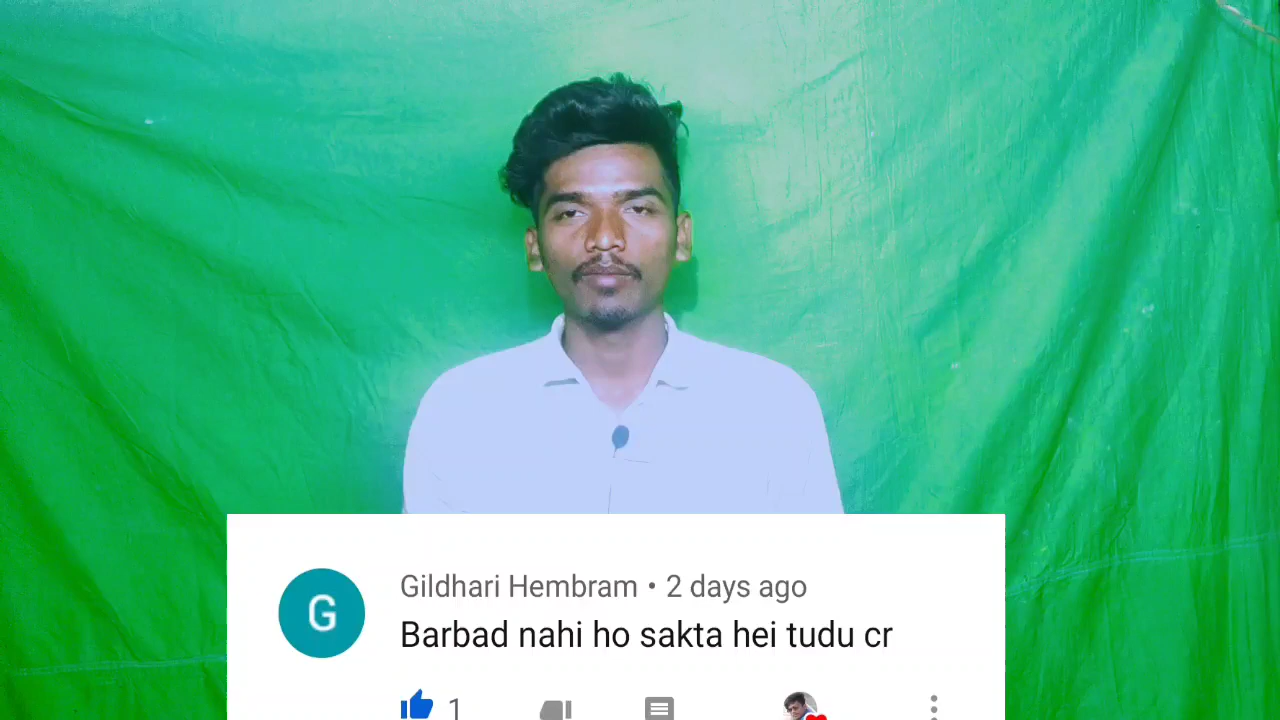 G
Gildhari Hembram • 2 days ago
Barbad nahi ho sakta hei tudu cr
1